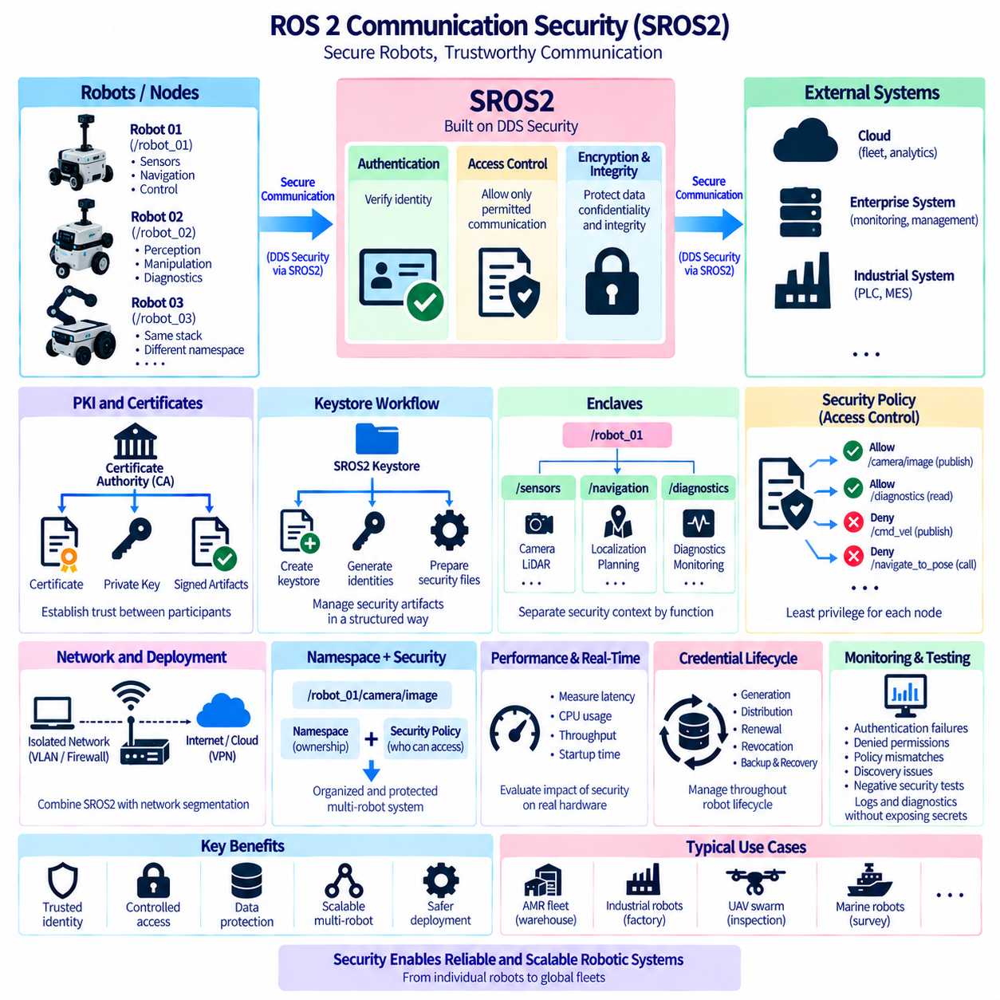 ROS 2 Communication Security (SROS2)
Secure Robots, Trustworthy Communication
Robots / Nodes
Robot 01
(/robot_01)
• Sensors
• Navigation
• Control
Robot 02
(/robot_02)
• Perception
• Manipulation
• Diagnostics
Robot 03
(/robot_03)
• Same stack
• Different namespace
• • • •
Secure
Communication
(DDS Security
via SROS2)
SROS2
Built on DDS Security
Authentication
Verify identity
Access Control
Allow only
permitted
communication
Encryption &
Integrity
Protect data
confidentiality
and integrity
Secure
Communication
(DDS Security
via SROS2)
External Systems
Cloud
(fleet, analytics)
Enterprise System
(monitoring, management)
Industrial System
(PLC, MES)
...
PKI and Certificates
Certificate
Authority (CA)
Certificate
Private Key
Signed Artifacts
Establish trust between participants
Keystore Workflow
SROS2 Keystore
Create
keystore
Generate
identities
Prepare
security files
Manage security artifacts
in a structured way
Enclaves
/robot_01
/sensors
Camera
LiDAR
...
/navigation
Localization
Planning
...
/diagnostics
Diagnostics
Monitoring
...
Separate security context by function
Security Policy
(Access Control)
Allow
/camera/image (publish)
Allow
/diagnostics (read)
Deny
/cmd_vel (publish)
Deny
/navigate_to_pose (call)
...
Least privilege for each node
Network and Deployment
Isolated Network
(VLAN / Firewall)
Internet / Cloud
(VPN)
Combine SROS2 with network segmentation
Namespace + Security
/robot_01/camera/image
Namespace
(ownership)
+
Security Policy
(who can access)
Organized and protected
multi-robot system
Performance & Real-Time
• Measure latency
• CPU usage
• Throughput
• Startup time
Evaluate impact of security
on real hardware
Credential Lifecycle
• Generation
• Distribution
• Renewal
• Revocation
• Backup & Recovery
Manage throughout
robot lifecycle
Monitoring & Testing
• Authentication failures
• Denied permissions
• Policy mismatches
• Discovery issues
• Negative security tests
Logs and diagnostics
without exposing secrets
Key Benefits
Trusted
identity
Controlled
access
Data
protection
Scalable
multi-robot
Safer
deployment
Typical Use Cases
AMR fleet
(warehouse)
Industrial robots
(factory)
UAV swarm
(inspection)
Marine robots
(survey)
...
Security Enables Reliable and Scalable Robotic Systems
From individual robots to global fleets